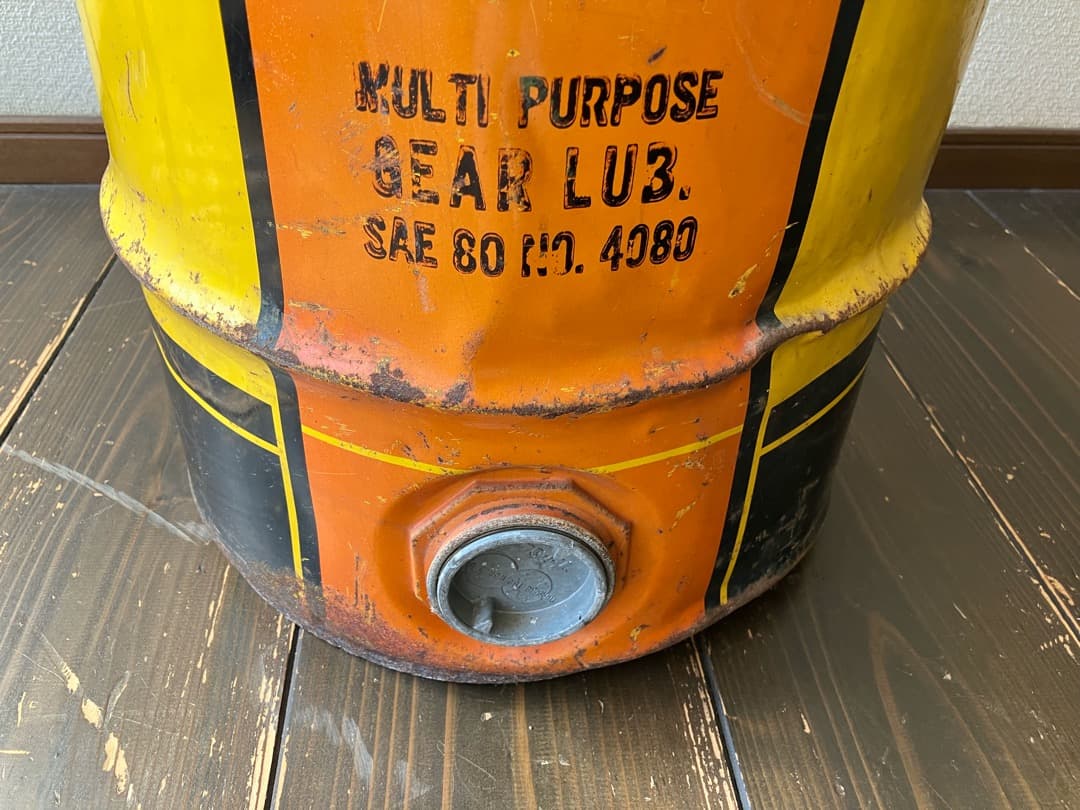 MULTI PURPOSE
GEAR LUB.
SAE 80 NO. 4080